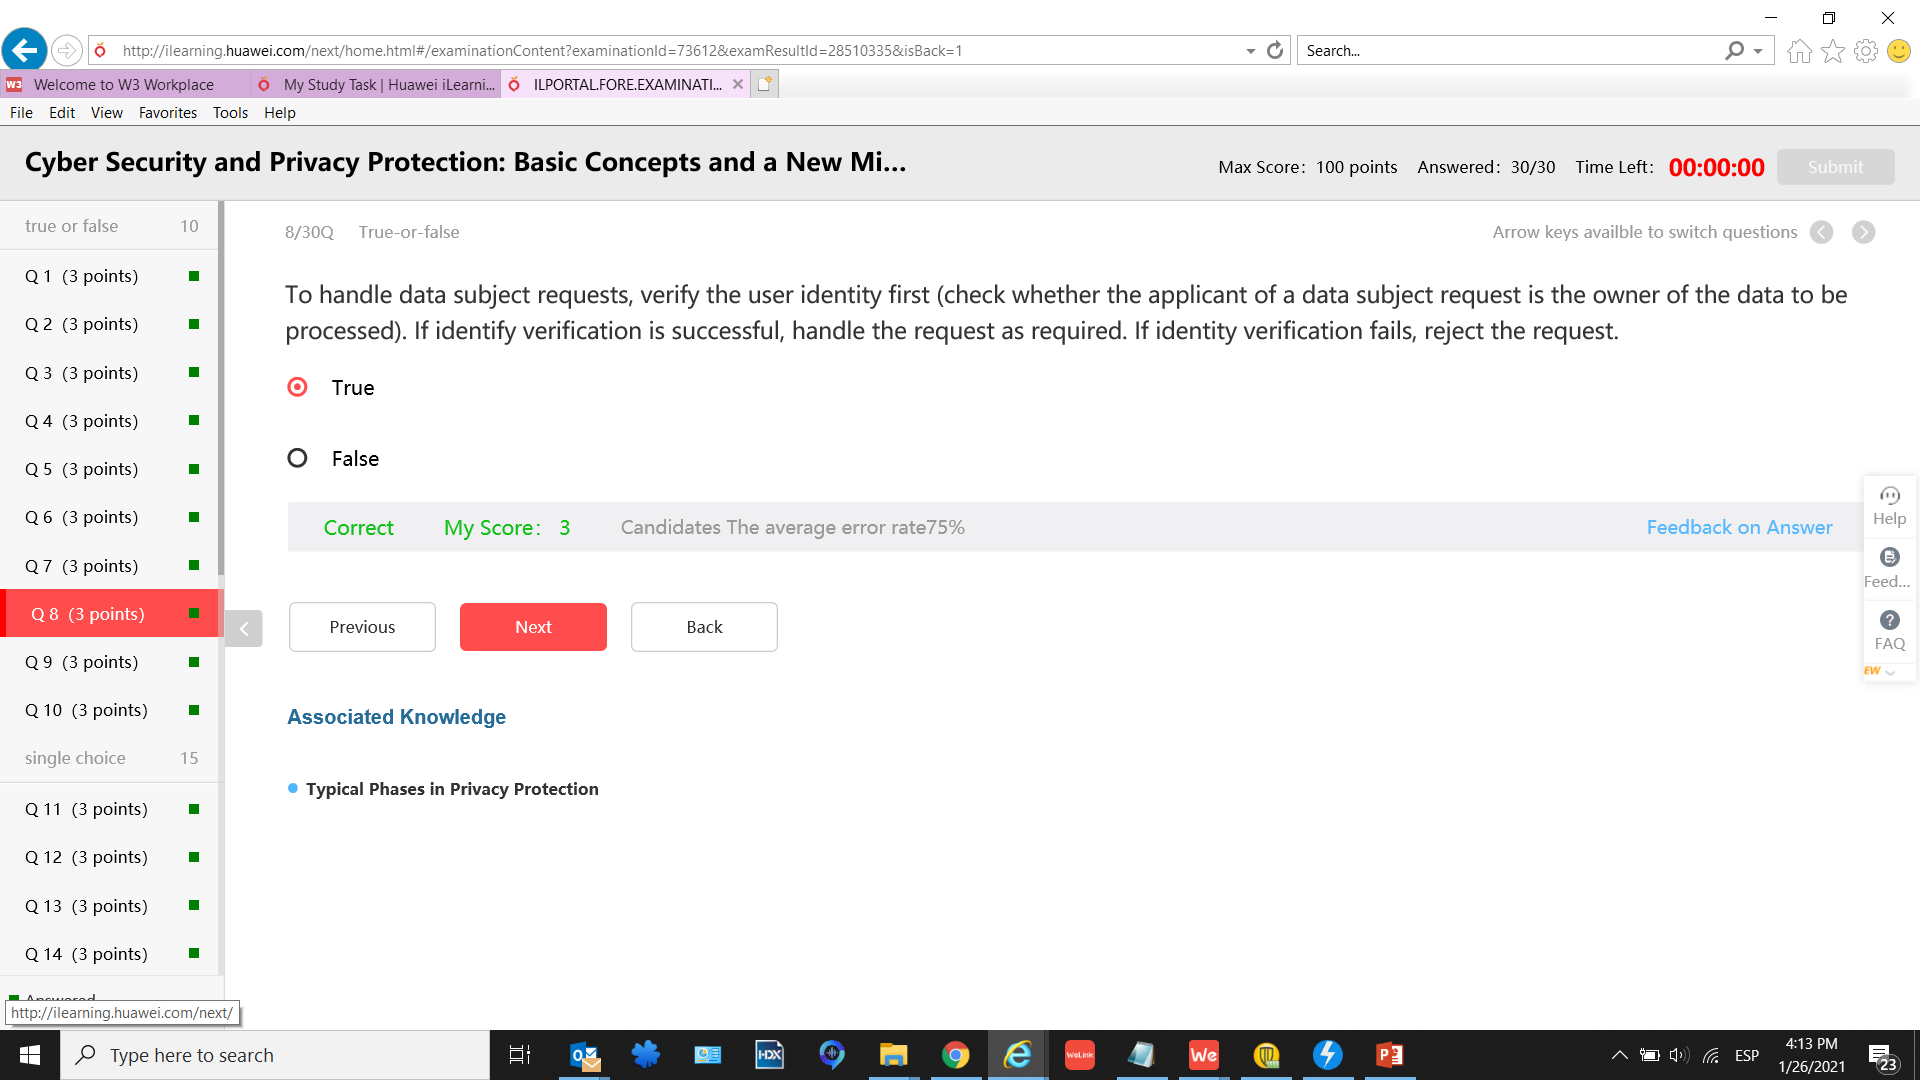 http://ilearning.huawei.com/next/home.html#/examinationContent?examinationId=73612&examResultId=28510335&isBack=1
Search...
W3 Welcome to W3 Workplace
My Study Task | Huawei iLearni...
ILPORTAL.FORE.EXAMINATI...
File Edit View Favorites Tools Help
Cyber Security and Privacy Protection: Basic Concepts and a New Mi...
Max Score: 100 points Answered: 30/30 Time Left: 00:00:00 Submit
true or false 10
8/30Q True-or-false
Arrow keys availble to switch questions
Q 1 (3 points)
Q 2 (3 points)
Q 3 (3 points)
Q 4 (3 points)
Q 5 (3 points)
Q 6 (3 points)
Q 7 (3 points)
Q 8 (3 points)
Q 9 (3 points)
Q 10 (3 points)
single choice 15
Q 11 (3 points)
Q 12 (3 points)
Q 13 (3 points)
Q 14 (3 points)
Answered
http://ilearning.huawei.com/next/
To handle data subject requests, verify the user identity first (check whether the applicant of a data subject request is the owner of the data to be
processed). If identify verification is successful, handle the request as required. If identity verification fails, reject the request.
True
False
Correct My Score: 3 Candidates The average error rate75% Feedback on Answer
Previous Next Back
Associated Knowledge
Typical Phases in Privacy Protection
Help
Feed...
FAQ
EW
Type here to search
HDX
WeLink
We
ESP
4:13 PM
1/26/2021
23